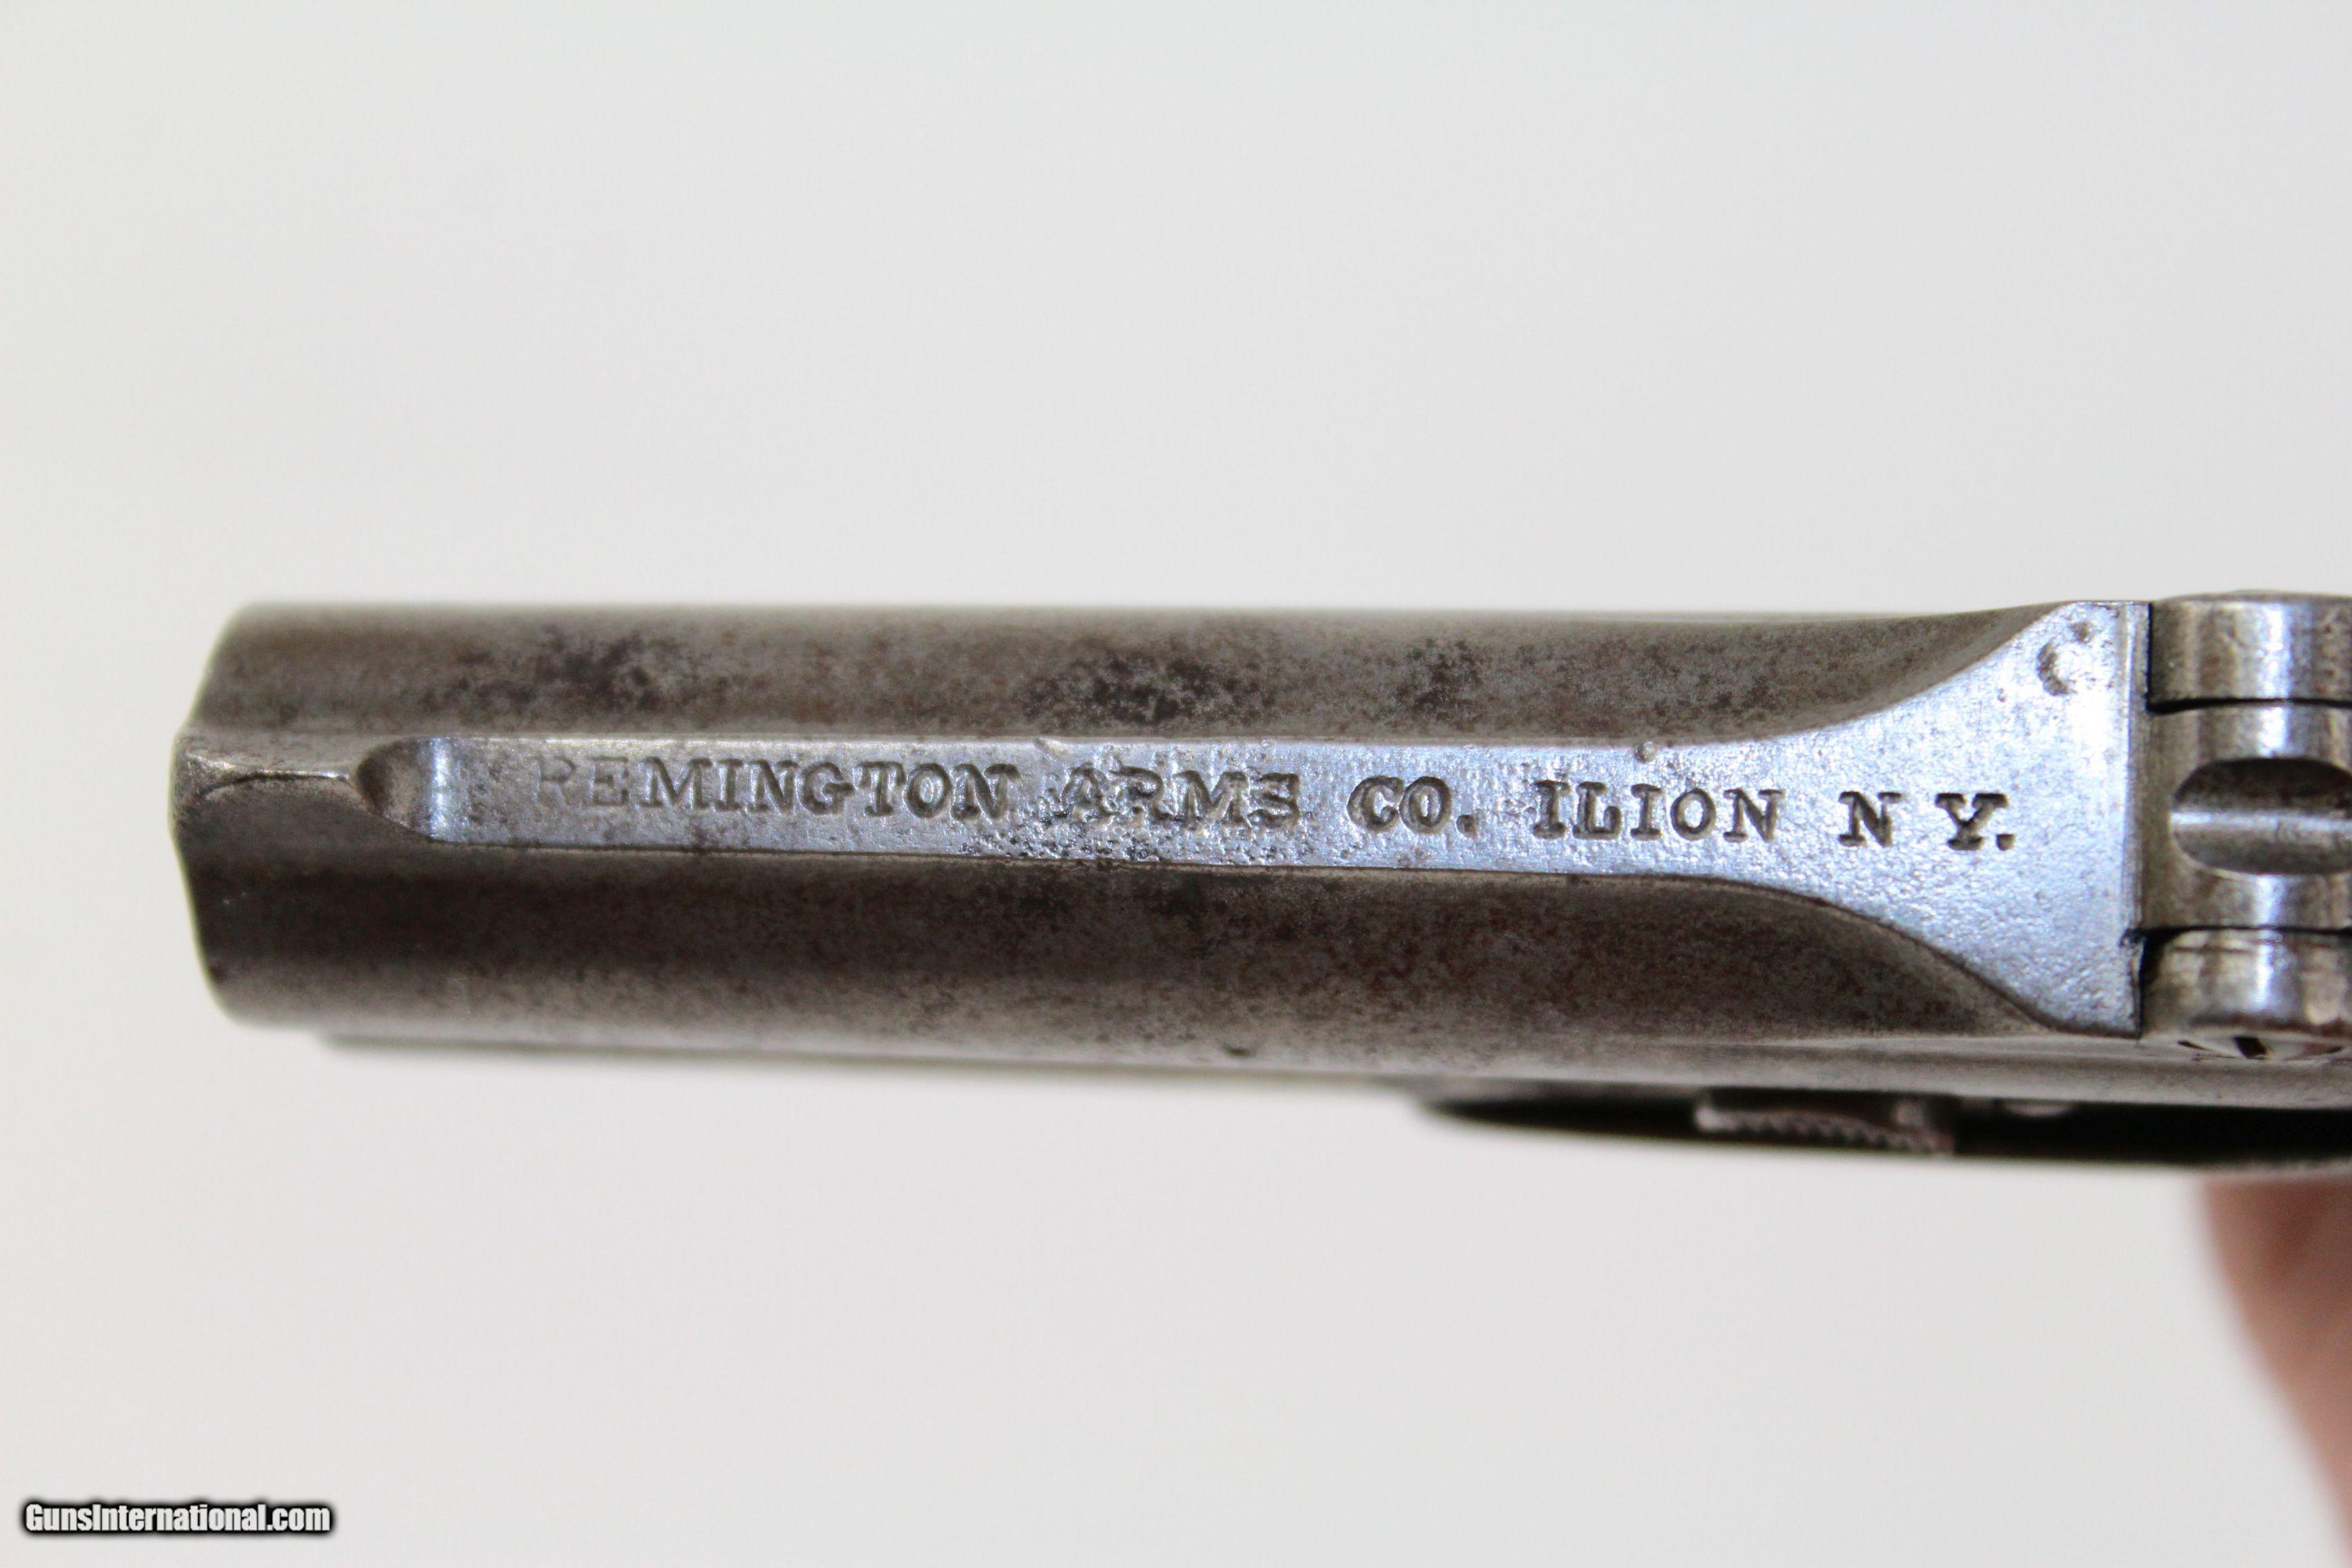 REMINGTON ARMS CO. ILION N Y.
GunsInternational.com